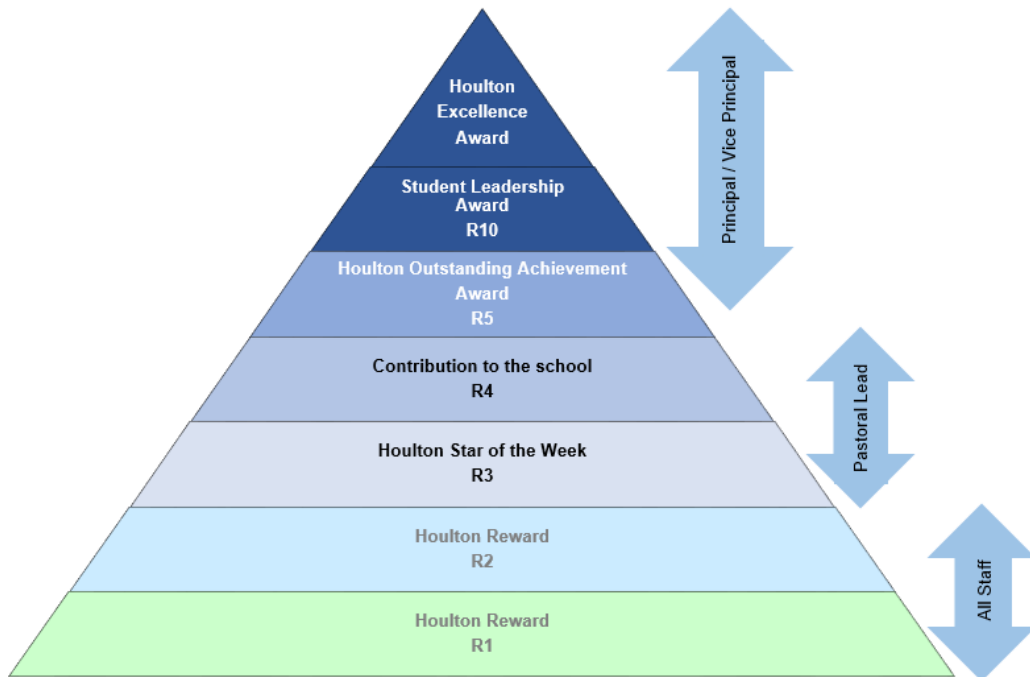 Houlton
Excellence
Award
Student Leadership
Award
R10
Houlton Outstanding Achievement
Award
R5
Contribution to the school
R4
Houlton Star of the Week
R3
Houlton Reward
R2
Houlton Reward
R1
Principal / Vice Principal
Pastoral Lead
All Staff